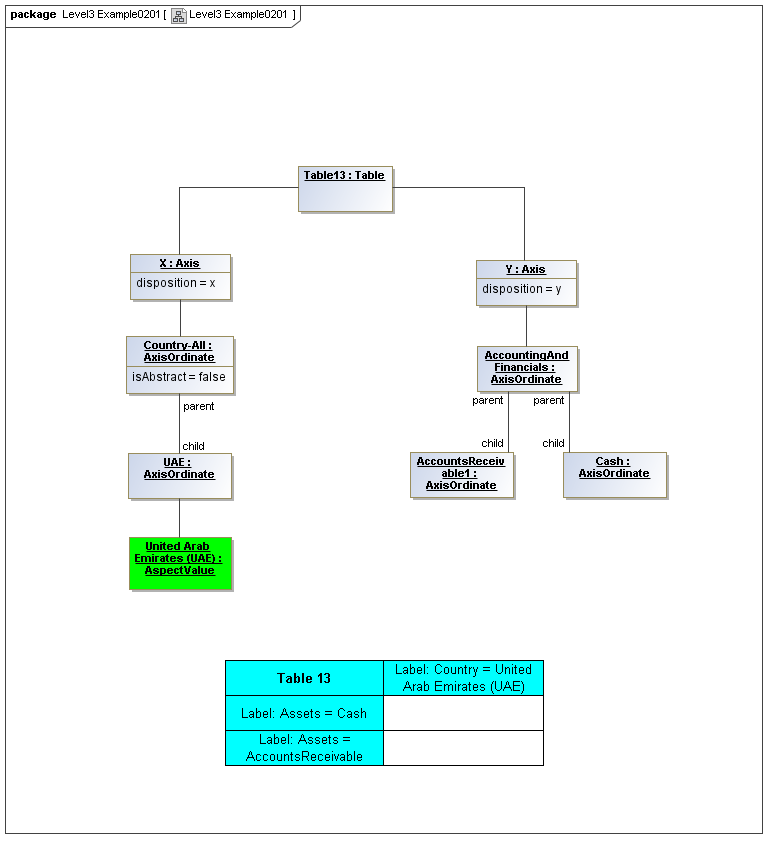 package Level3 Example0201 [ Level3 Example0201 ]
Table13 : Table
X : Axis
disposition = x
Y : Axis
disposition = y
Country-All :
AxisOrdinate
isAbstract = false
AccountingAnd
Financials :
AxisOrdinate
parent
parent
parent
child
child
child
UAE :
AxisOrdinate
AccountsReceiv
able1 :
AxisOrdinate
Cash :
AxisOrdinate
United Arab
Emirates (UAE) :
AspectValue
Table 13
Label: Country = United
Arab Emirates (UAE)
Label: Assets = Cash
Label: Assets =
AccountsReceivable